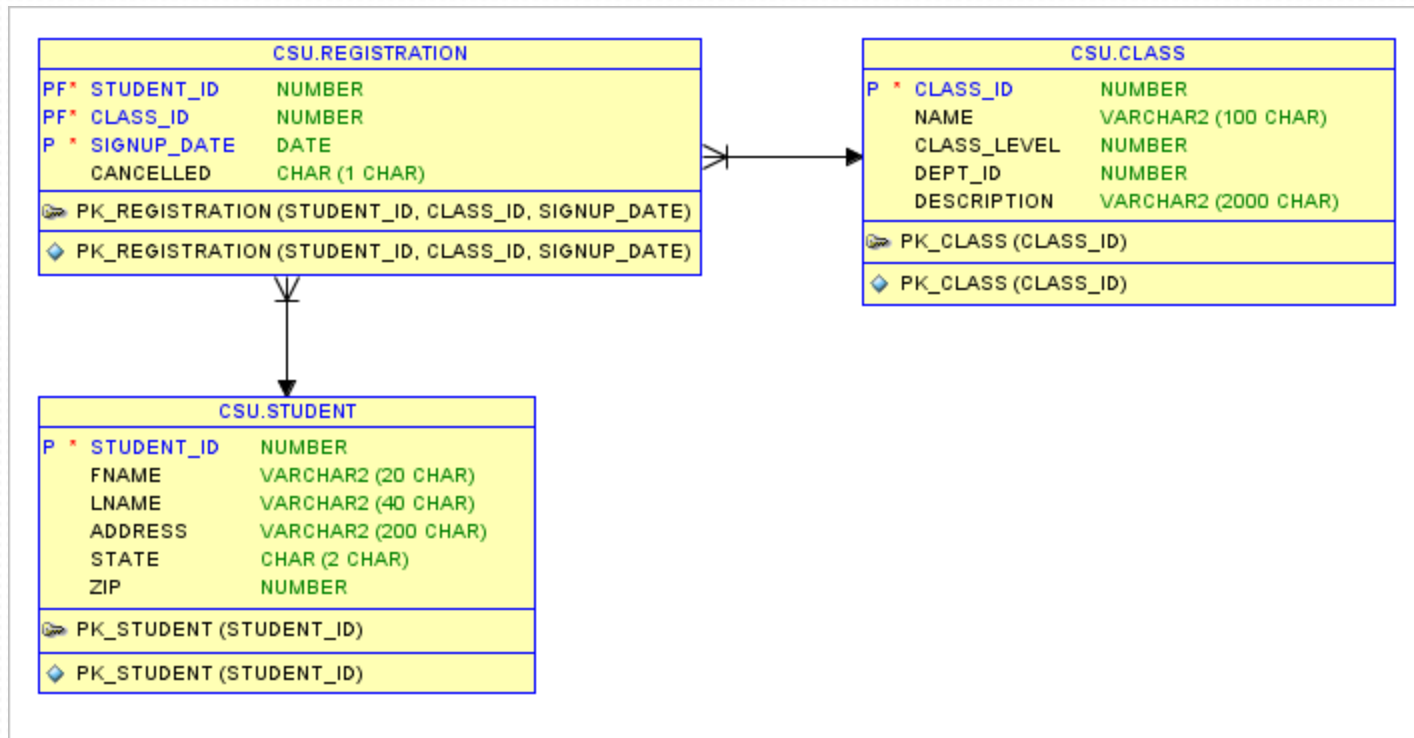 CSU.REGISTRATION
PF* STUDENT_ID NUMBER
PF* CLASS_ID NUMBER
P * SIGNUP_DATE DATE
CANCELLED CHAR (1 CHAR)
PK_REGISTRATION (STUDENT_ID, CLASS_ID, SIGNUP_DATE)
PK_REGISTRATION (STUDENT_ID, CLASS_ID, SIGNUP_DATE)
CSU.CLASS
P * CLASS_ID NUMBER
NAME VARCHAR2 (100 CHAR)
CLASS_LEVEL NUMBER
DEPT_ID NUMBER
DESCRIPTION VARCHAR2 (2000 CHAR)
PK_CLASS (CLASS_ID)
PK_CLASS (CLASS_ID)
CSU.STUDENT
P * STUDENT_ID NUMBER
FNAME VARCHAR2 (20 CHAR)
LNAME VARCHAR2 (40 CHAR)
ADDRESS VARCHAR2 (200 CHAR)
STATE CHAR (2 CHAR)
ZIP NUMBER
PK_STUDENT (STUDENT_ID)
PK_STUDENT (STUDENT_ID)